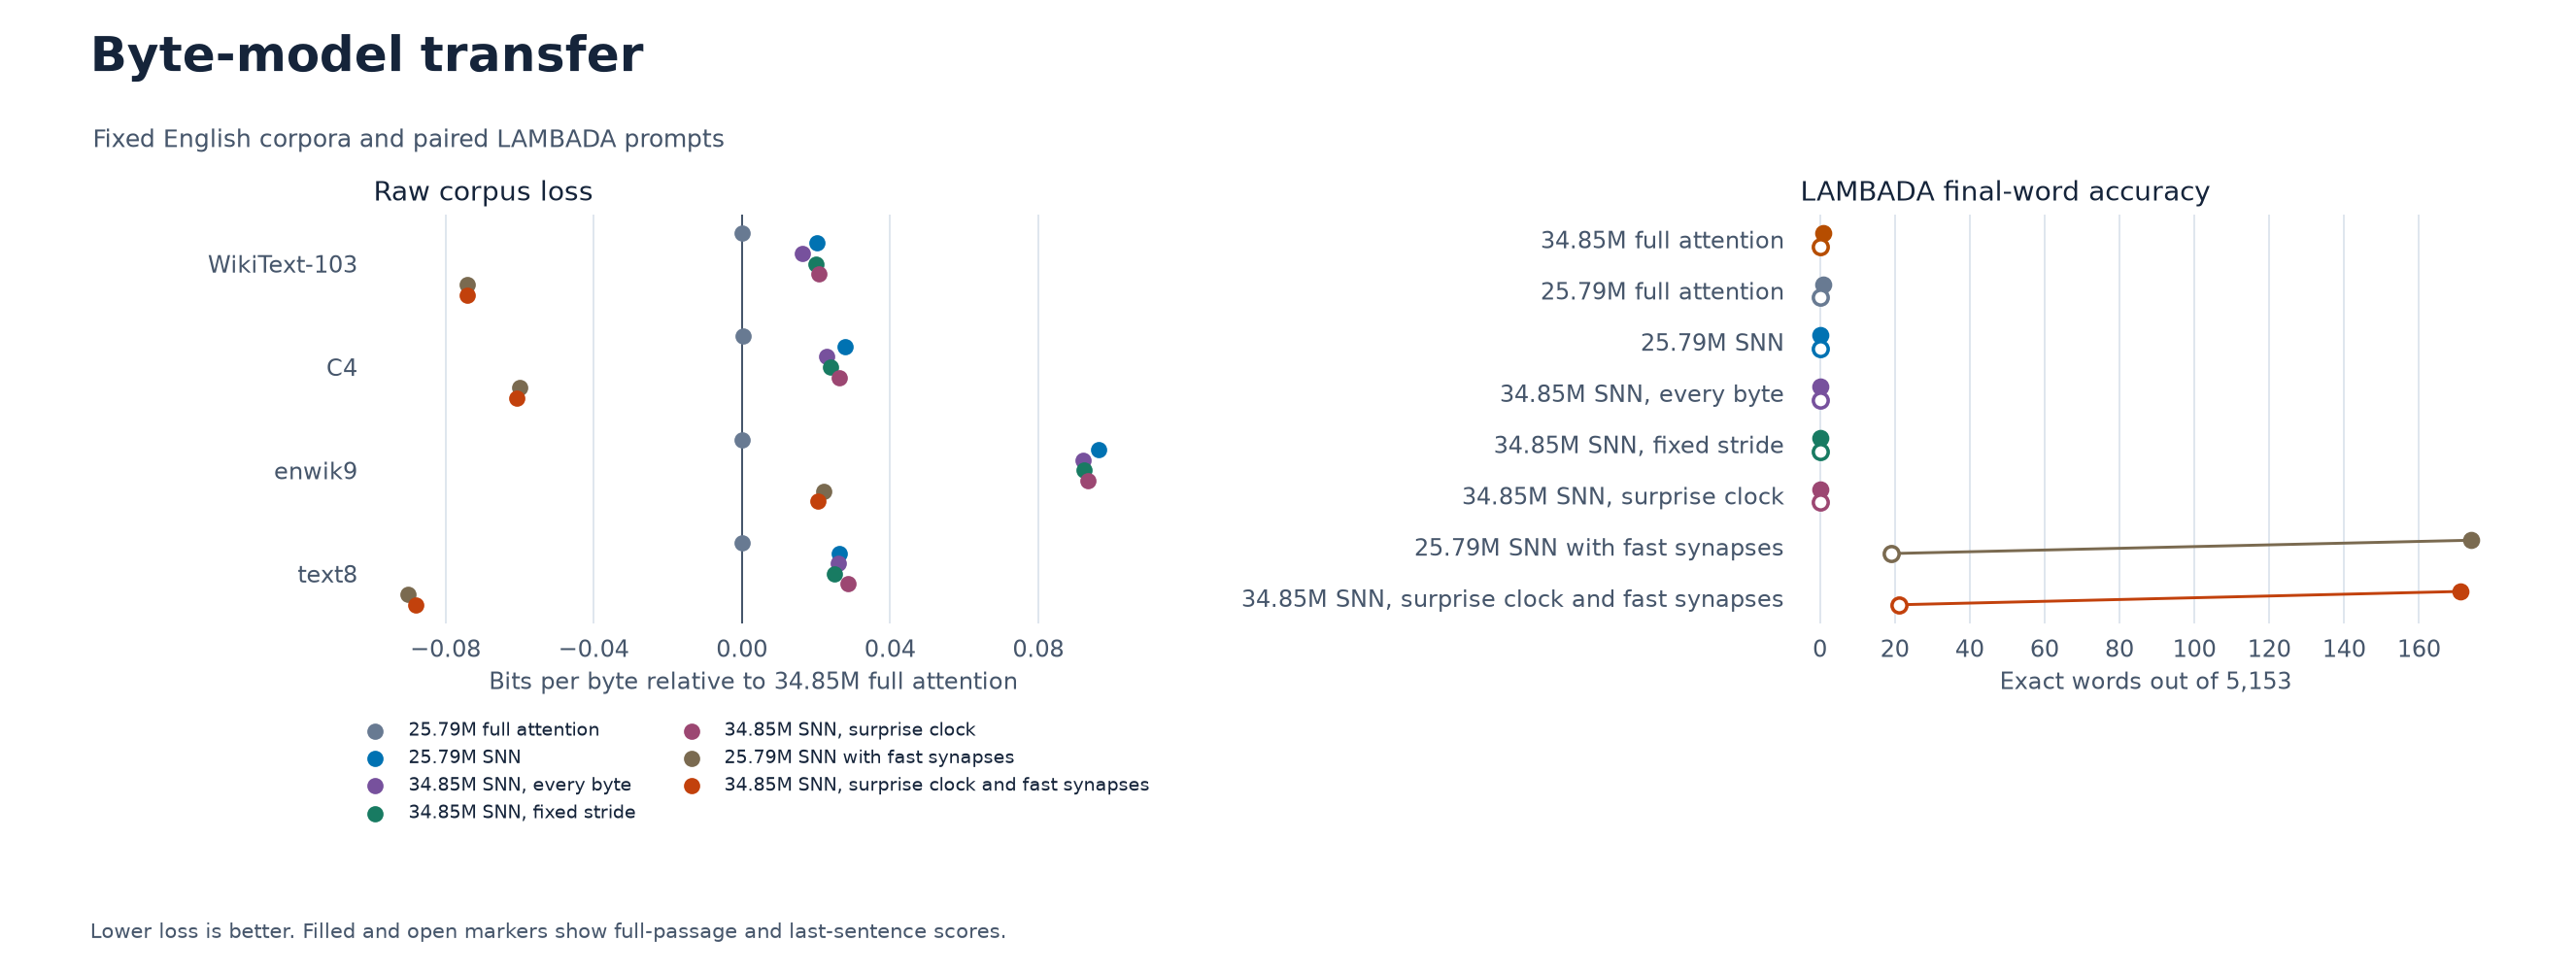 Byte-model transfer
Fixed English corpora and paired LAMBADA prompts
Raw corpus loss
WikiText-103
C4
enwik9
text8
−0.08 −0.04 0.00 0.04 0.08
Bits per byte relative to 34.85M full attention
25.79M full attention
25.79M SNN
34.85M SNN, every byte
34.85M SNN, fixed stride
34.85M SNN, surprise clock
25.79M SNN with fast synapses
34.85M SNN, surprise clock and fast synapses
LAMBADA final-word accuracy
34.85M full attention
25.79M full attention
25.79M SNN
34.85M SNN, every byte
34.85M SNN, fixed stride
34.85M SNN, surprise clock
25.79M SNN with fast synapses
34.85M SNN, surprise clock and fast synapses
0 20 40 60 80 100 120 140 160
Exact words out of 5,153
Lower loss is better. Filled and open markers show full-passage and last-sentence scores.